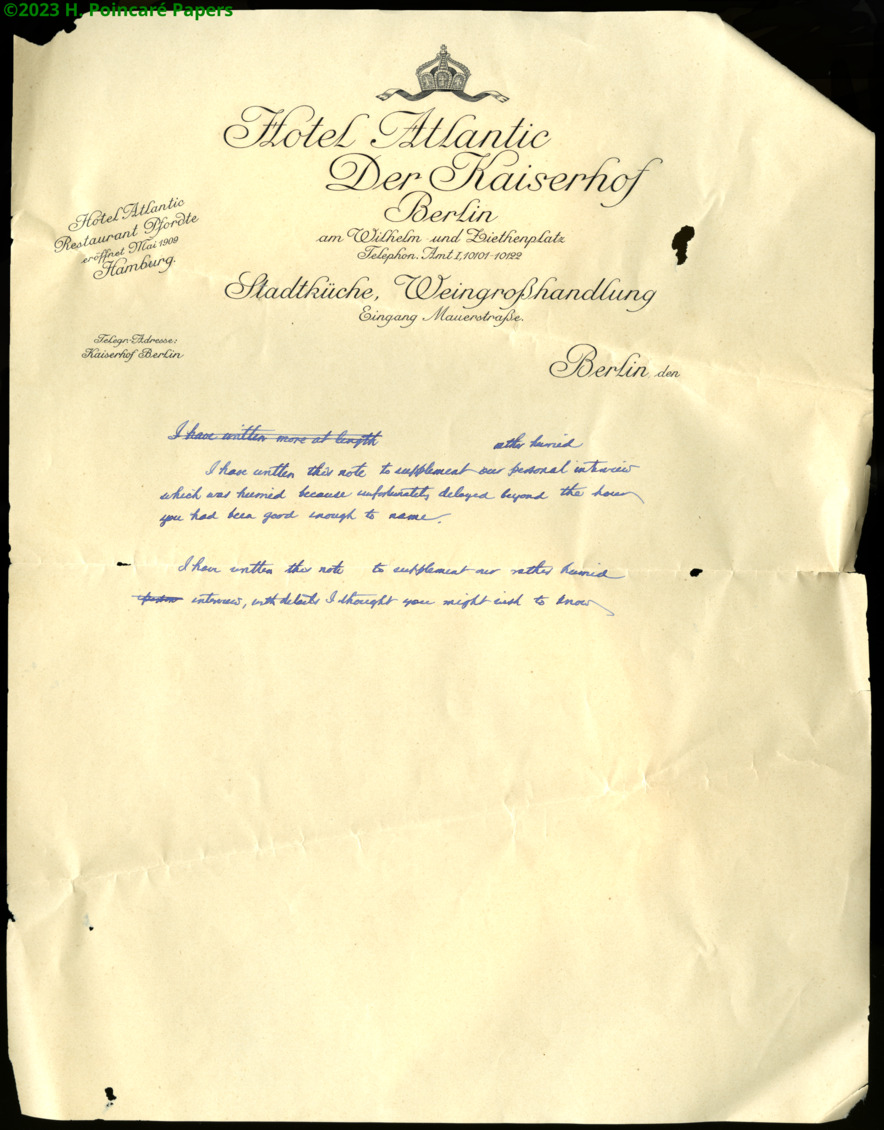 ©2023 H. Poincaré Papers
Hotel Atlantic
Der Kaiserhof
Berlin
am Wilhelm- und Ziethenplatz
Telephon. Amt I, 10101-10122
Hotel Atlantic
Restaurant Pfordte
eröffnet Mai 1909
Hamburg.
Stadtküche, Weingroßhandlung
Eingang Mauerstraße.
Telegr.-Adresse:
Kaiserhof Berlin
Berlin, den
I have written more at length
rather hurried
I have written this note to supplement our personal interview
which was hurried because unfortunately delayed beyond the hour
you had been good enough to name.
I have written this note to supplement our rather hurried
interview, with details I thought you might wish to know